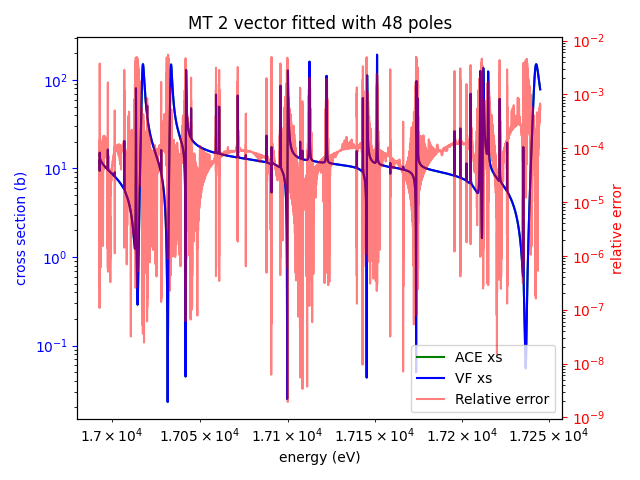 MT 2 vector fitted with 48 poles
cross section (b)
10²
10¹
10⁰
10⁻¹
10⁻²
10⁻³
10⁻⁴
10⁻⁵
10⁻⁶
10⁻⁷
10⁻⁸
10⁻⁹
relative error
ACE xs
VF xs
Relative error
1.7 × 10⁴ 1.705 × 10⁴ 1.71 × 10⁴ 1.715 × 10⁴ 1.72 × 10⁴ 1.725 × 10⁴
energy (eV)